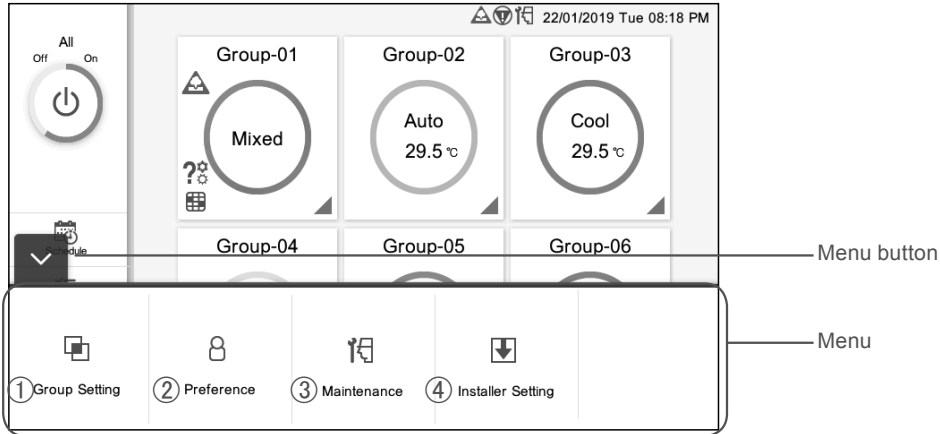 22/01/2019 Tue 08:18 PM
All
Off On
Group-01
Mixed
Group-02
Auto
29.5 ℃
Group-03
Cool
29.5 ℃
Schedule
Group-04
Group-05
Group-06
Menu button
① Group Setting
② Preference
③ Maintenance
④ Installer Setting
Menu